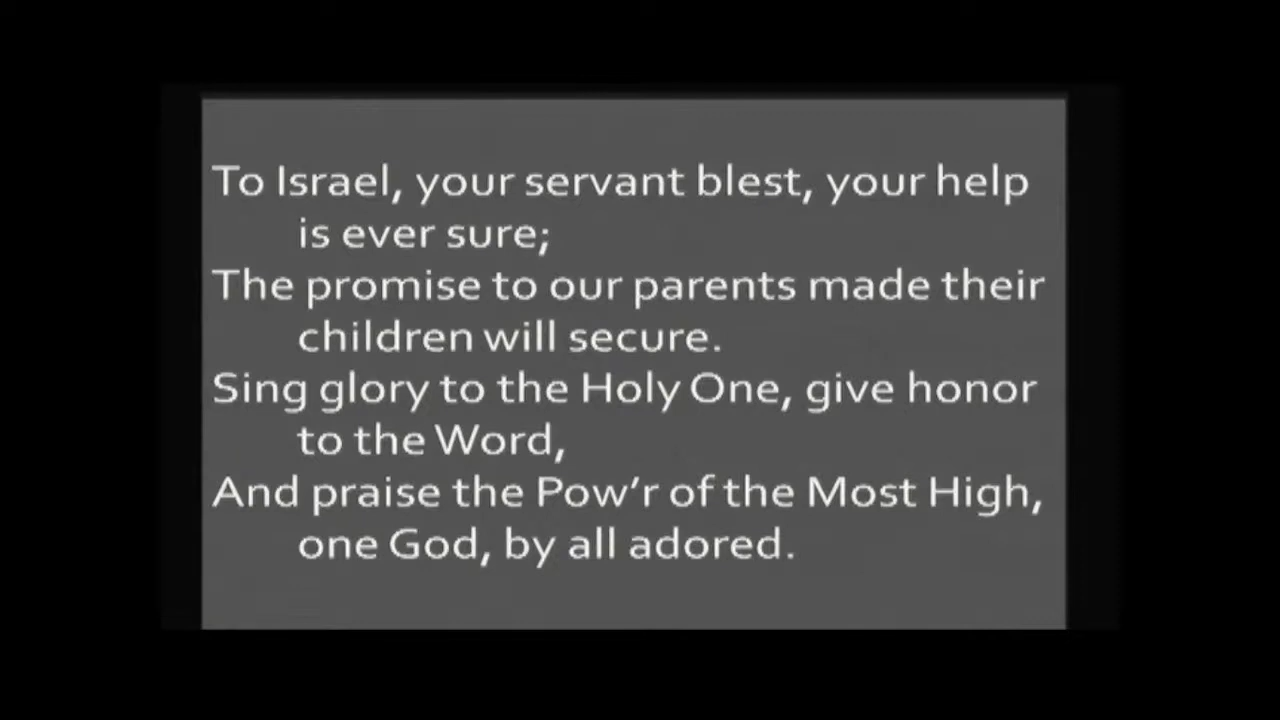 To Israel, your servant blest, your help
is ever sure;
The promise to our parents made their
children will secure.
Sing glory to the Holy One, give honor
to the Word,
And praise the Pow’r of the Most High,
one God, by all adored.